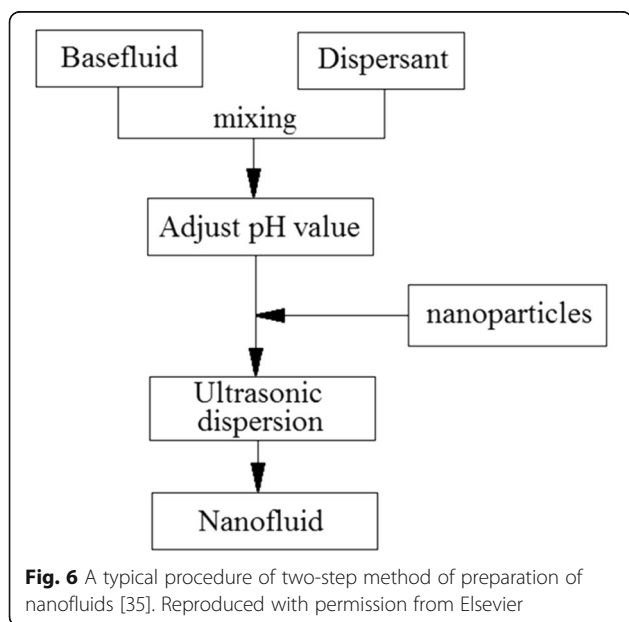 Basefluid
Dispersant
mixing
Adjust pH value
nanoparticles
Ultrasonic
dispersion
Nanofluid
Fig. 6 A typical procedure of two-step method of preparation of
nanofluids [35]. Reproduced with permission from Elsevier